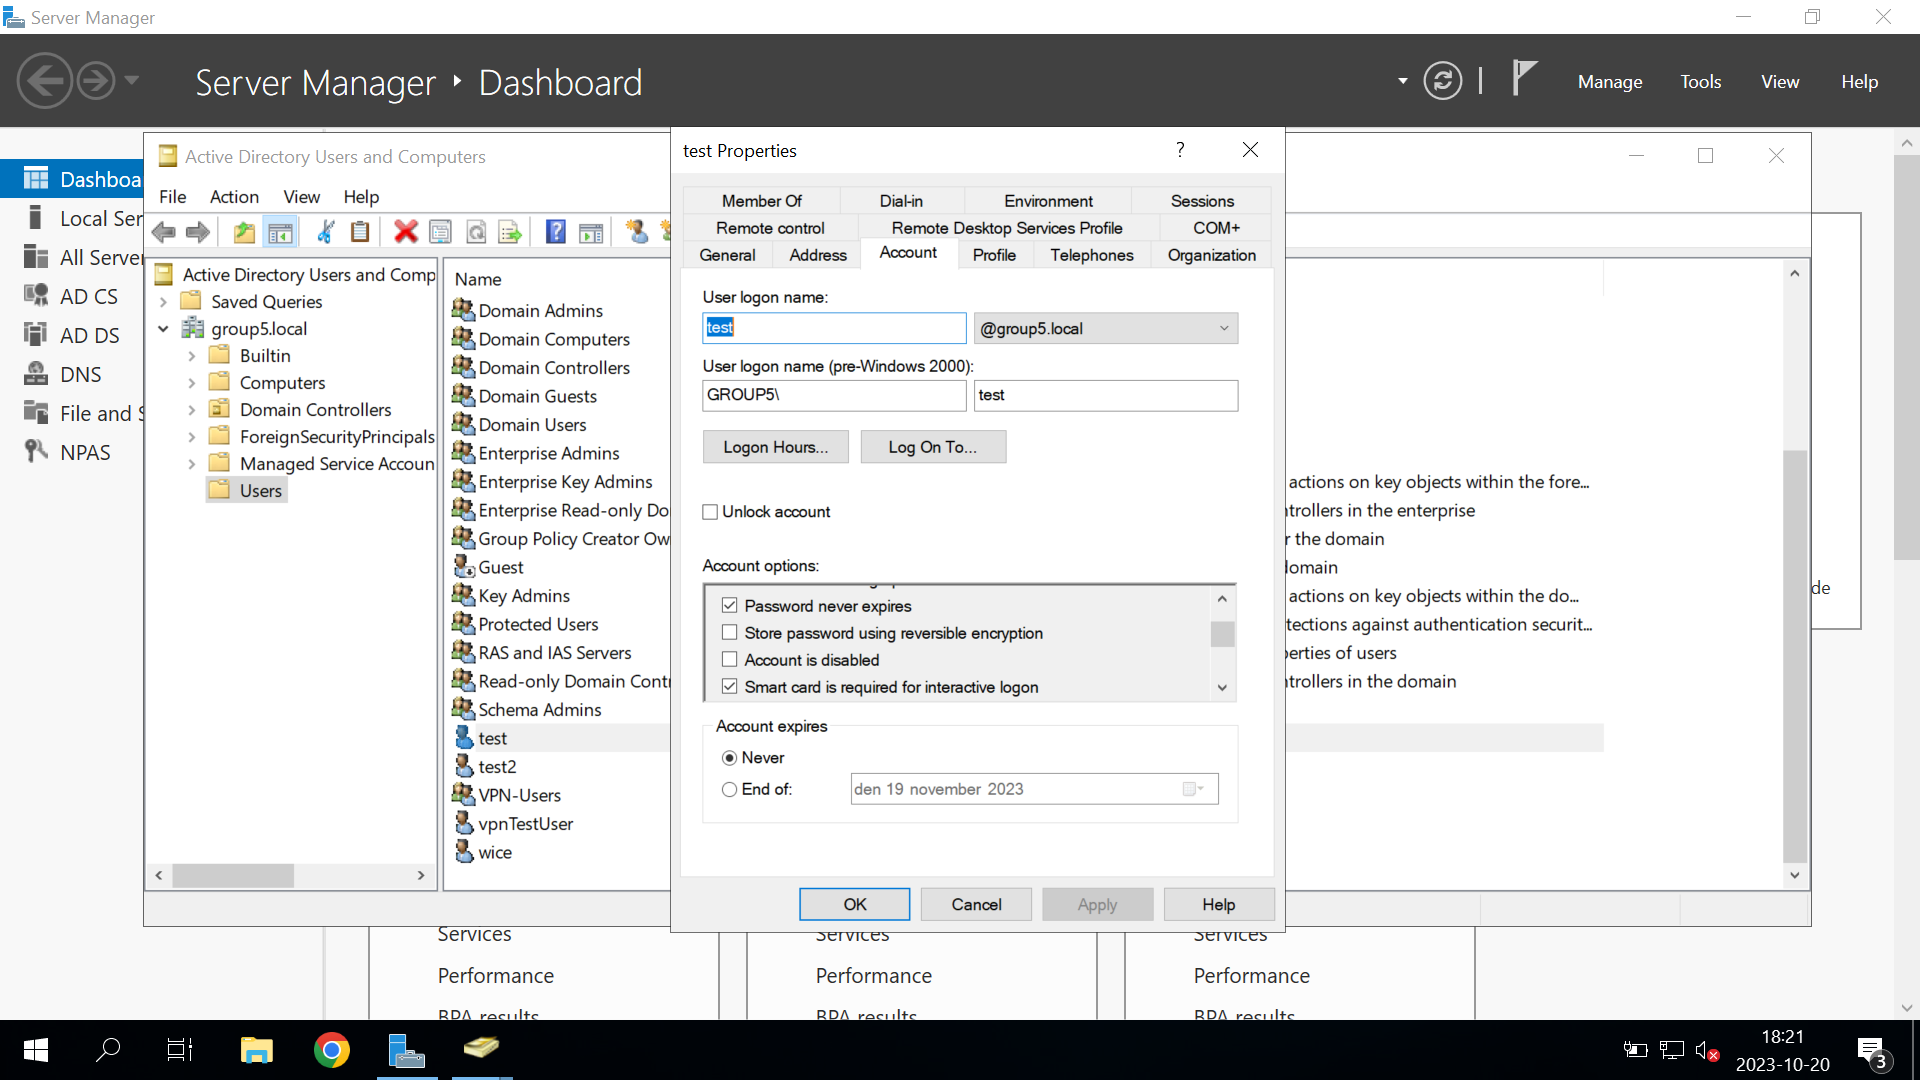 Server Manager
Server Manager
Dashboard
Manage
Tools
View
Help
Dashboa
Local Ser
All Server
AD CS
AD DS
DNS
File and S
NPAS
Active Directory Users and Computers
File
Action
View
Help
Active Directory Users and Comp
Saved Queries
group5.local
Builtin
Computers
Domain Controllers
ForeignSecurityPrincipals
Managed Service Accoun
Users
Name
Domain Admins
Domain Computers
Domain Controllers
Domain Guests
Domain Users
Enterprise Admins
Enterprise Key Admins
Enterprise Read-only Do
Group Policy Creator Ow
Guest
Key Admins
Protected Users
RAS and IAS Servers
Read-only Domain Contr
Schema Admins
test
test2
VPN-Users
vpnTestUser
wice
test Properties
?
Member Of
Dial-in
Environment
Sessions
Remote control
Remote Desktop Services Profile
COM+
General
Address
Account
Profile
Telephones
Organization
User logon name:
test
@group5.local
User logon name (pre-Windows 2000):
GROUP5\
test
Logon Hours...
Log On To...
Unlock account
Account options:
Password never expires
Store password using reversible encryption
Account is disabled
Smart card is required for interactive logon
Account expires
Never
End of:
den 19 november 2023
OK
Cancel
Apply
Help
actions on key objects within the fore...
ntrollers in the enterprise
r the domain
domain
actions on key objects within the do...
tections against authentication securit...
erties of users
ntrollers in the domain
de
Services
Performance
BPA results
Services
Performance
BPA results
Services
Performance
BPA results
18:21
2023-10-20
3